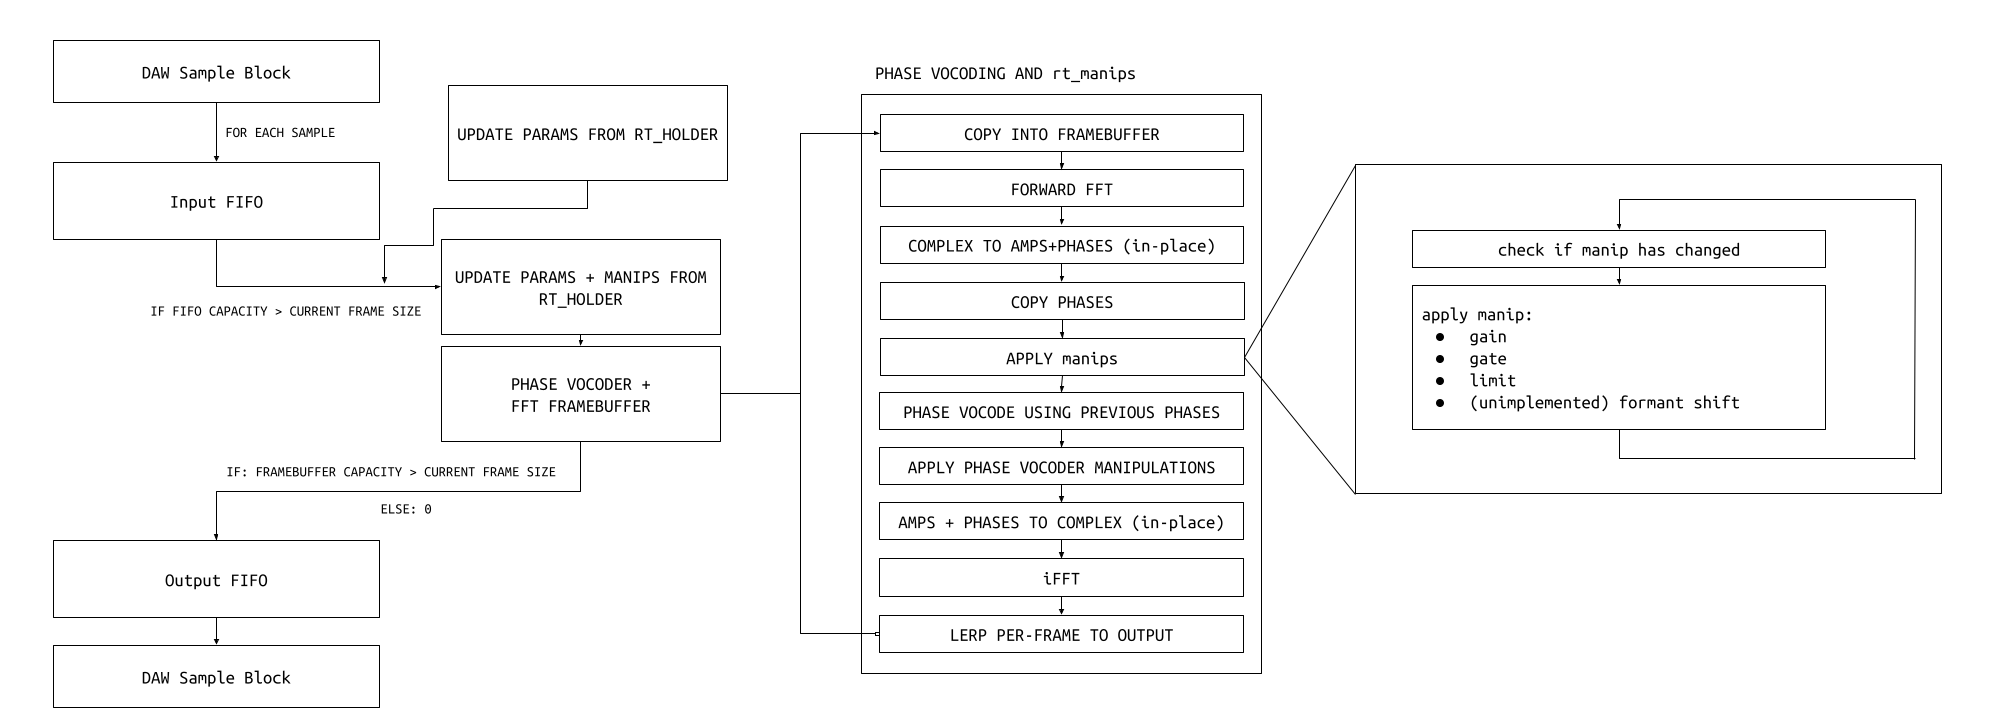 DAW Sample Block
FOR EACH SAMPLE
Input FIFO
UPDATE PARAMS FROM RT_HOLDER
IF FIFO CAPACITY > CURRENT FRAME SIZE
UPDATE PARAMS + MANIPS FROM
RT_HOLDER
PHASE VOCODER +
FFT FRAMEBUFFER
IF: FRAMEBUFFER CAPACITY > CURRENT FRAME SIZE
ELSE: 0
Output FIFO
DAW Sample Block
PHASE VOCODING AND rt_manips
COPY INTO FRAMEBUFFER
FORWARD FFT
COMPLEX TO AMPS+PHASES (in-place)
COPY PHASES
APPLY manips
PHASE VOCODE USING PREVIOUS PHASES
APPLY PHASE VOCODER MANIPULATIONS
AMPS + PHASES TO COMPLEX (in-place)
iFFT
LERP PER-FRAME TO OUTPUT
check if manip has changed
apply manip:
● gain
● gate
● limit
● (unimplemented) formant shift